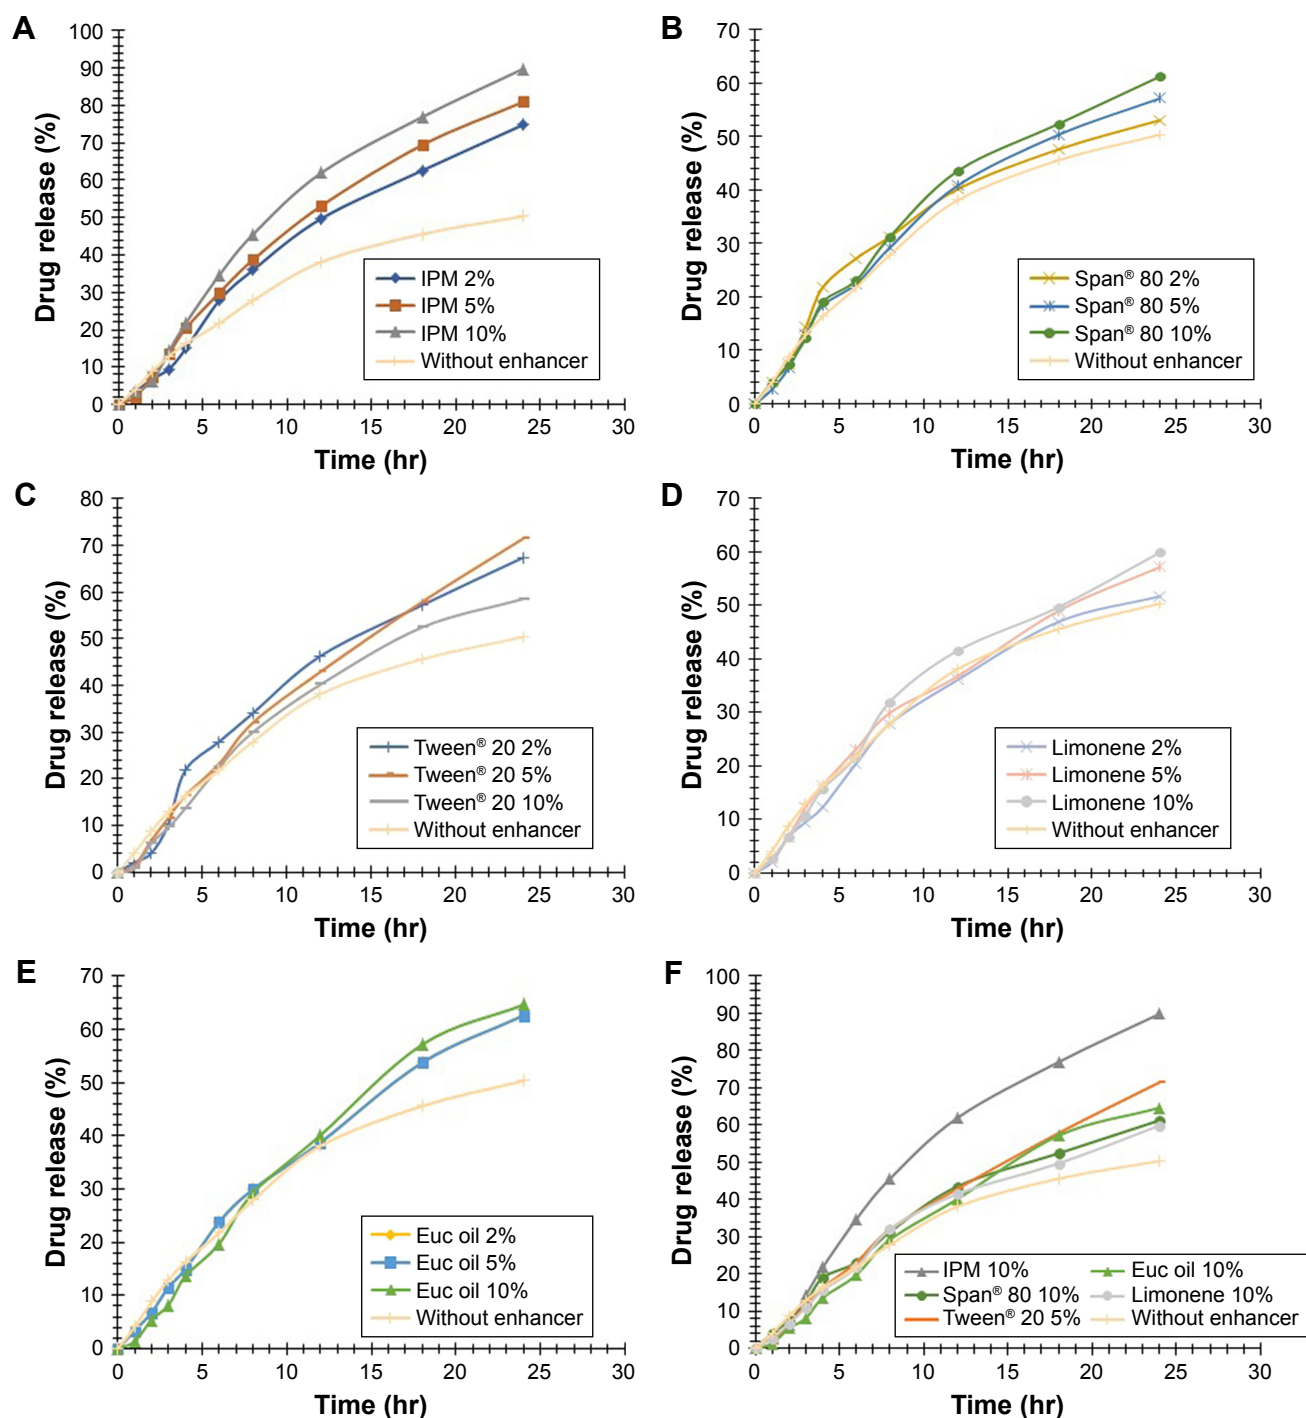 A
100
90
80
70
60
50
40
30
20
10
0
Drug release (%)
0 5 10 15 20 25 30
Time (hr)
IPM 2%
IPM 5%
IPM 10%
Without enhancer
B
70
60
50
40
30
20
10
0
Drug release (%)
0 5 10 15 20 25 30
Time (hr)
Span® 80 2%
Span® 80 5%
Span® 80 10%
Without enhancer
C
80
70
60
50
40
30
20
10
0
Drug release (%)
0 5 10 15 20 25 30
Time (hr)
Tween® 20 2%
Tween® 20 5%
Tween® 20 10%
Without enhancer
D
70
60
50
40
30
20
10
0
Drug release (%)
0 5 10 15 20 25 30
Time (hr)
Limonene 2%
Limonene 5%
Limonene 10%
Without enhancer
E
70
60
50
40
30
20
10
0
Drug release (%)
0 5 10 15 20 25 30
Time (hr)
Euc oil 2%
Euc oil 5%
Euc oil 10%
Without enhancer
F
100
90
80
70
60
50
40
30
20
10
0
Drug release (%)
0 5 10 15 20 25 30
Time (hr)
IPM 10% Euc oil 10%
Span® 80 10% Limonene 10%
Tween® 20 5% Without enhancer